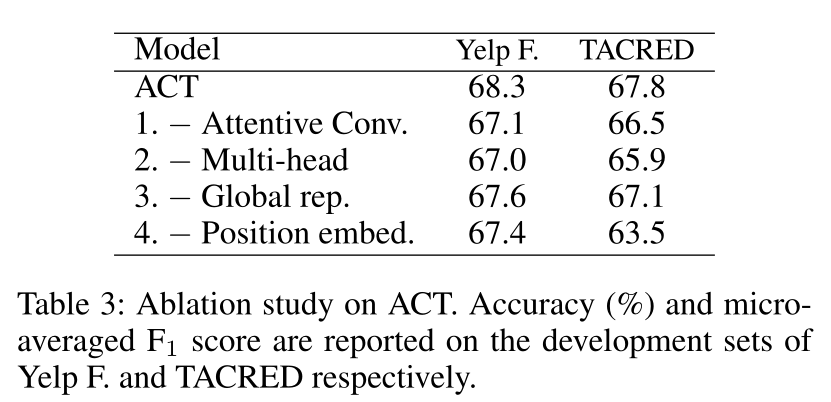 Model Yelp F. TACRED
ACT 68.3 67.8
1. − Attentive Conv. 67.1 66.5
2. − Multi-head 67.0 65.9
3. − Global rep. 67.6 67.1
4. − Position embed. 67.4 63.5
Table 3: Ablation study on ACT. Accuracy (%) and micro-
averaged F₁ score are reported on the development sets of
Yelp F. and TACRED respectively.